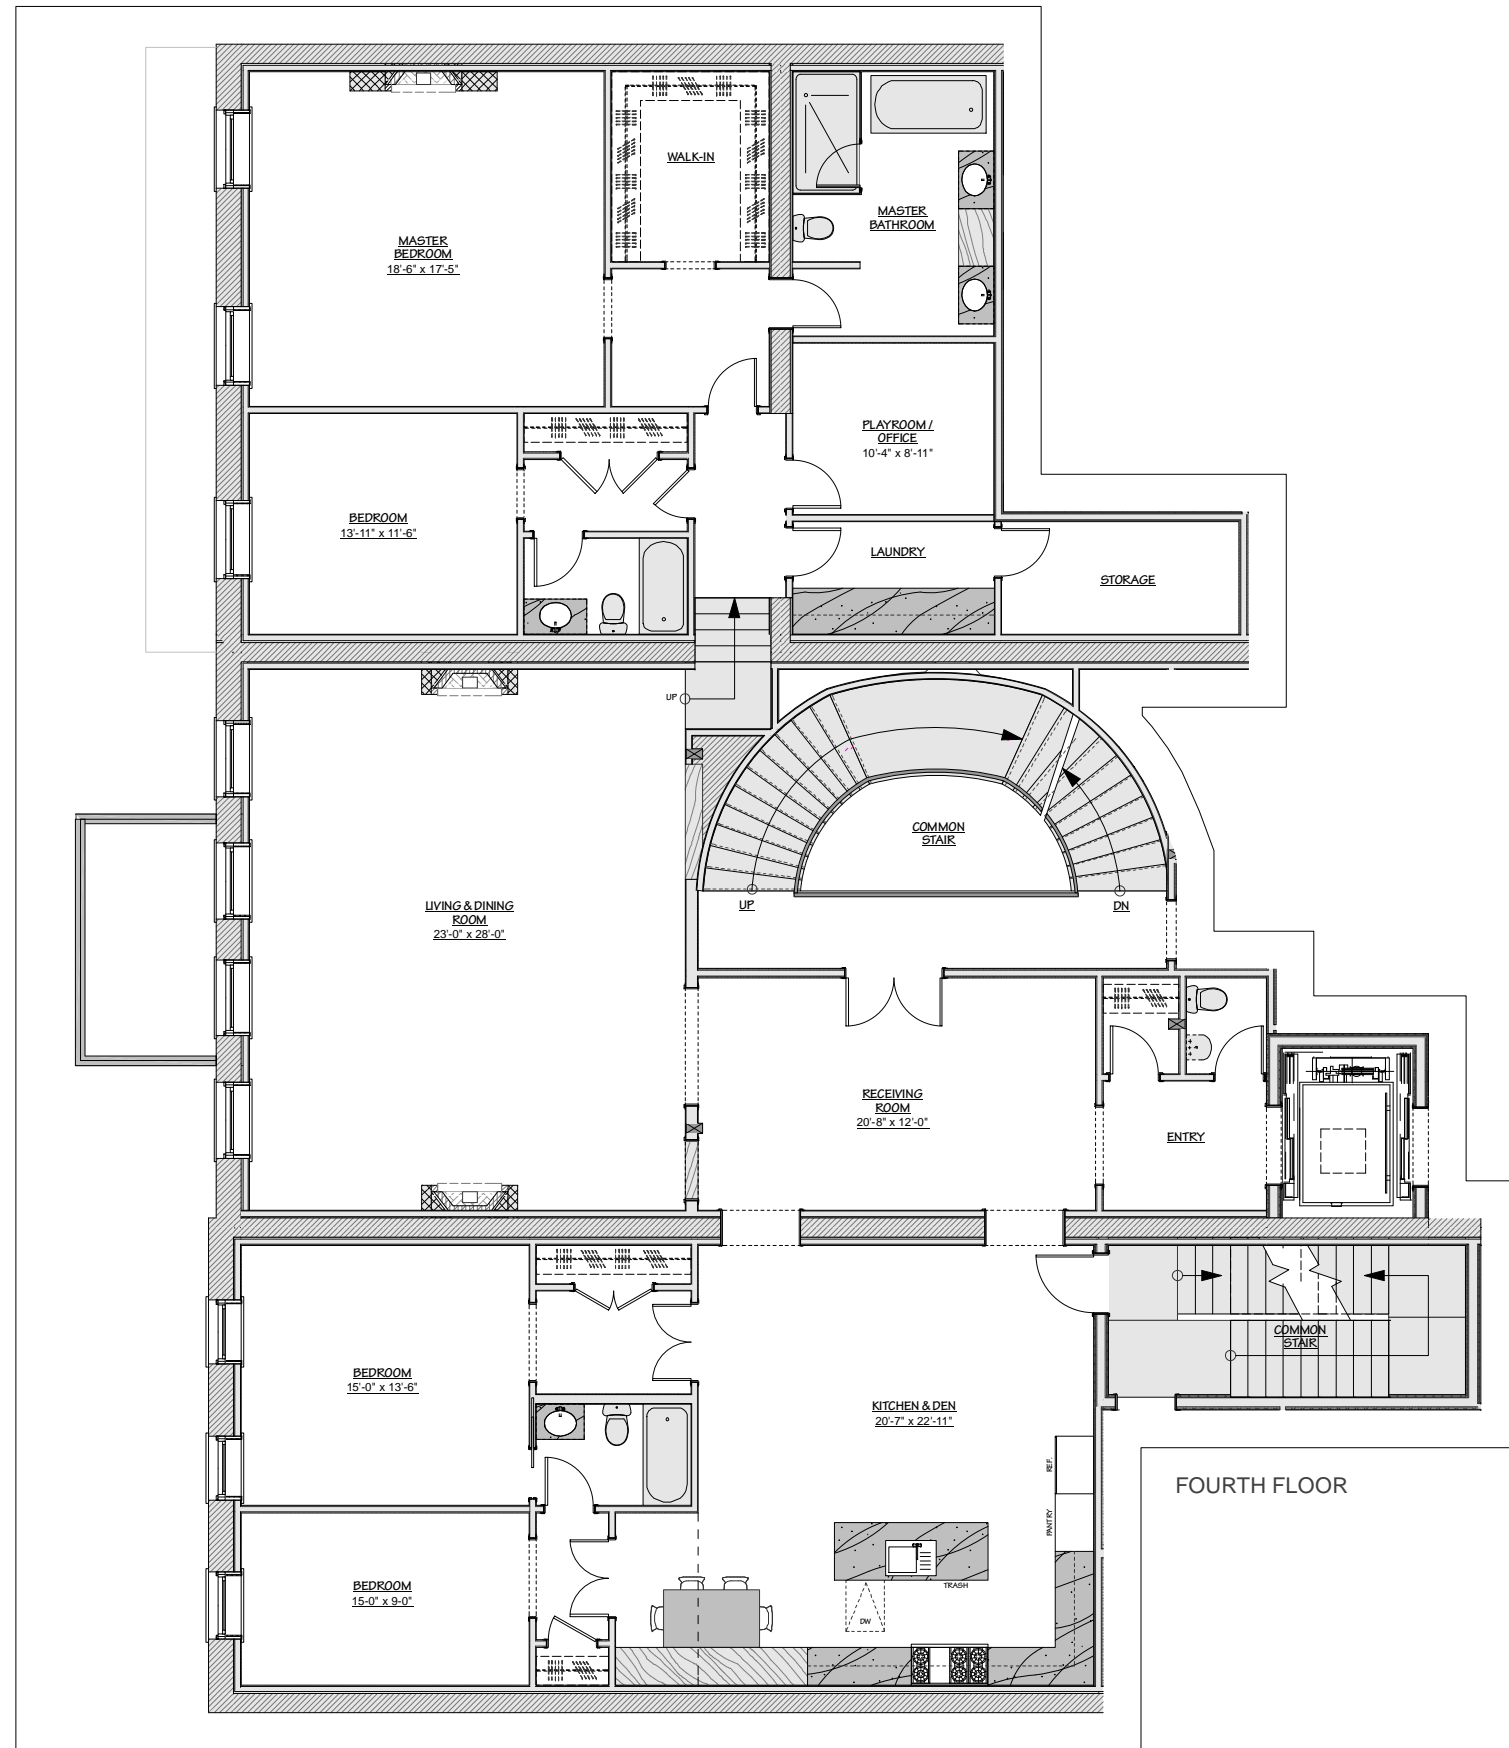 WALK-IN
MASTER
BATHROOM
MASTER
BEDROOM
18'-6" x 17'-5"
PLAYROOM /
OFFICE
10'-4" x 8'-11"
BEDROOM
13'-11" x 11'-6"
LAUNDRY
STORAGE
UP
COMMON
STAIR
LIVING & DINING
ROOM
23'-0" x 28'-0"
UP
DN
RECEIVING
ROOM
20'-8" x 12'-0"
ENTRY
COMMON
STAIR
BEDROOM
15'-0" x 13'-6"
KITCHEN & DEN
20'-7" x 22'-11"
REF.
FOURTH FLOOR
PANTRY
BEDROOM
15-0" x 9-0"
TRASH
DW